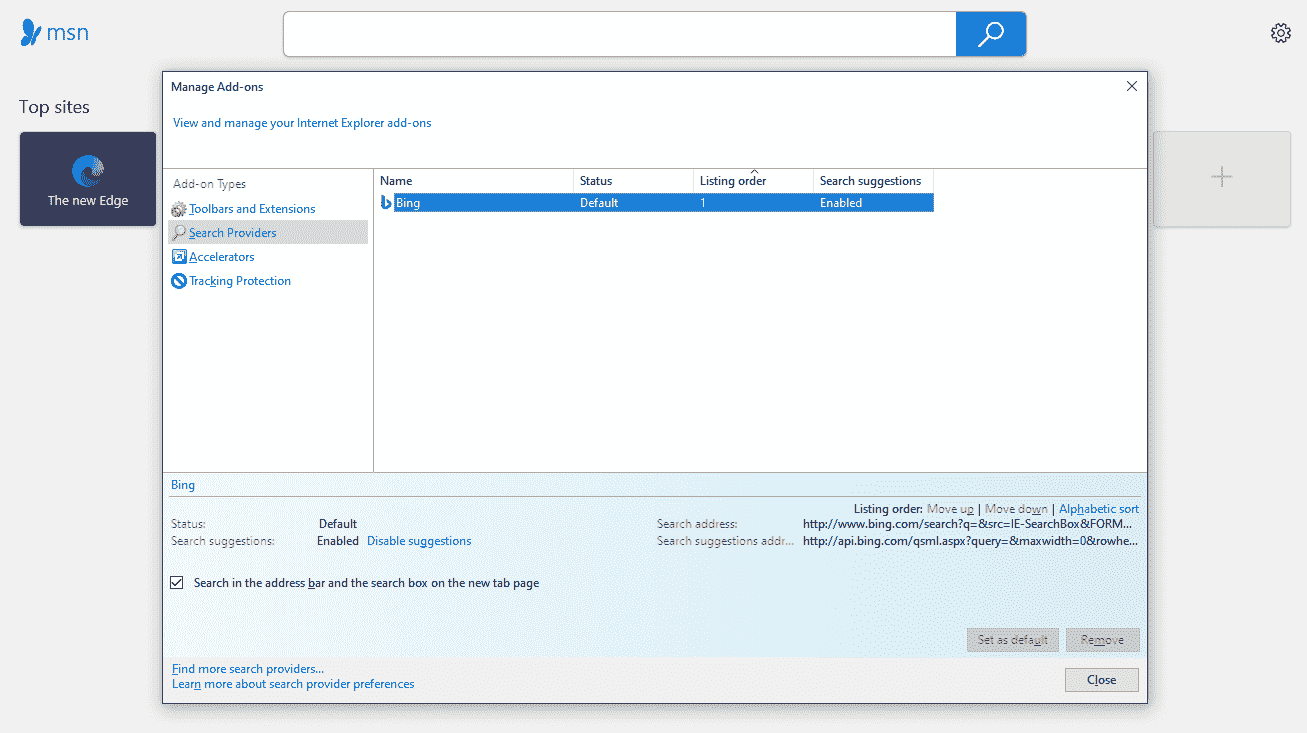 msn
Top sites
The new Edge
Manage Add-ons
View and manage your Internet Explorer add-ons
Add-on Types
Toolbars and Extensions
Search Providers
Accelerators
Tracking Protection
Name Status Listing order Search suggestions
Bing Default 1 Enabled
Bing
Listing order: Move up | Move down | Alphabetic sort
Status: Default
Search address: http://www.bing.com/search?q=&src=IE-SearchBox&FORM...
Search suggestions: Enabled Disable suggestions
Search suggestions addr... http://api.bing.com/qsml.aspx?query=&maxwidth=0&rowhe...
Search in the address bar and the search box on the new tab page
Set as default Remove
Find more search providers...
Learn more about search provider preferences
Close